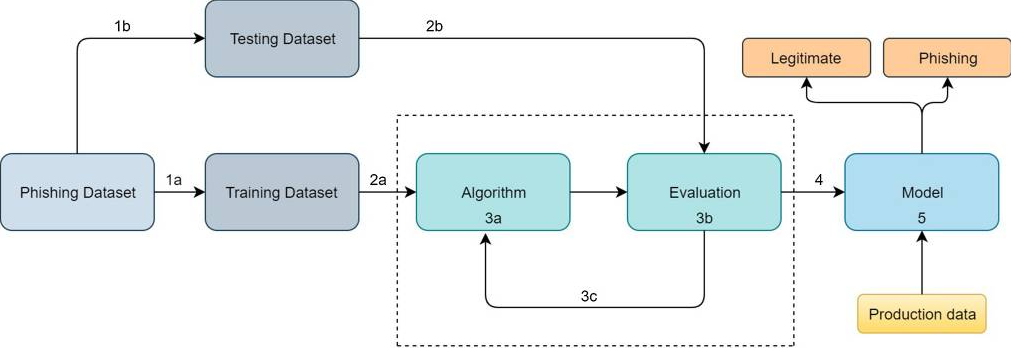 1b
Testing Dataset
2b
Legitimate
Phishing
Phishing Dataset
1a
Training Dataset
2a
Algorithm
3a
Evaluation
3b
4
Model
5
3c
Production data